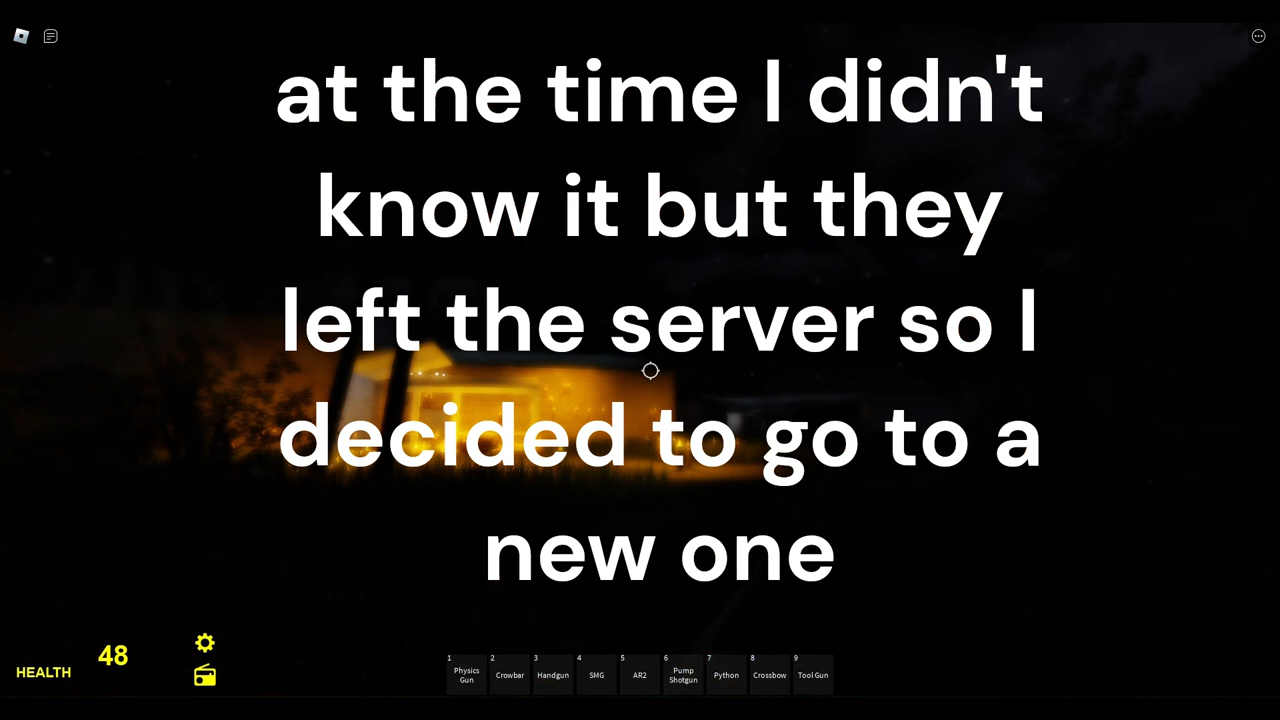 at the time I didn't
know it but they
left the server so I
decided to go to a
new one
HEALTH 48
1 Physics Gun
2 Crowbar
3 Handgun
4 SMG
5 AR2
6 Pump Shotgun
7 Python
8 Crossbow
9 Tool Gun